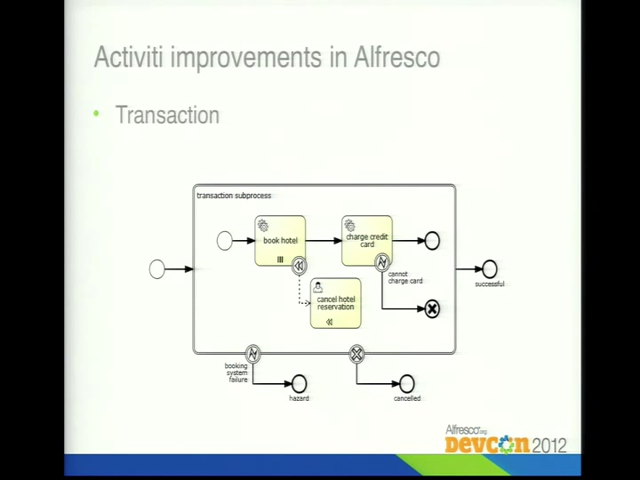 Activiti improvements in Alfresco
• Transaction
transaction subprocess
book hotel
charge credit
card
cannot
charge card
cancel hotel
reservation
successful
booking
system
failure
hazard
cancelled
Alfresco.org
DEVCON 2012